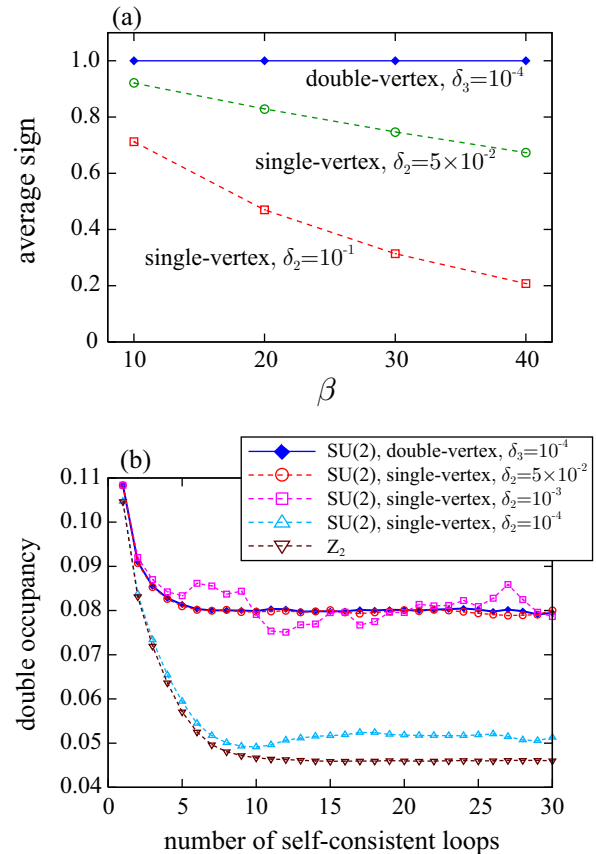 (a)
average sign
1.0
0.8
0.6
0.4
0.2
0
double-vertex, δ₃=10⁻⁴
single-vertex, δ₂=5×10⁻²
single-vertex, δ₂=10⁻¹
10 20 30 40
β
(b)
SU(2), double-vertex, δ₃=10⁻⁴
SU(2), single-vertex, δ₂=5×10⁻²
SU(2), single-vertex, δ₂=10⁻³
SU(2), single-vertex, δ₂=10⁻⁴
Z₂
double occupancy
0.11
0.10
0.09
0.08
0.07
0.06
0.05
0.04
0 5 10 15 20 25 30
number of self-consistent loops